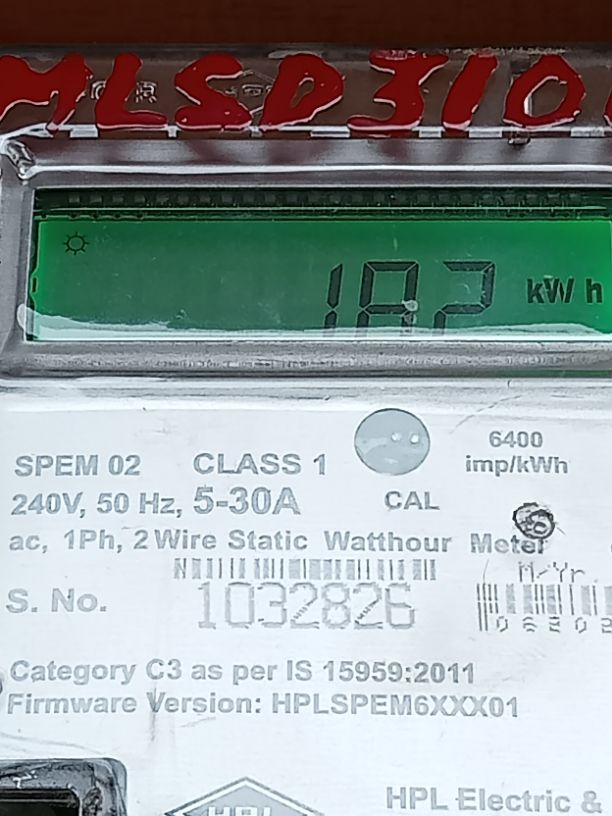 MLSD310
182 kWh
6400
imp/kWh
SPEM 02 CLASS 1
240V, 50 Hz, 5-30A CAL
ac, 1Ph, 2 Wire Static Watthour Meter
M/Yr.
S. No. 1032826
Category C3 as per IS 15959:2011
Firmware Version: HPLSPEM6XXX01
HPL
HPL Electric &